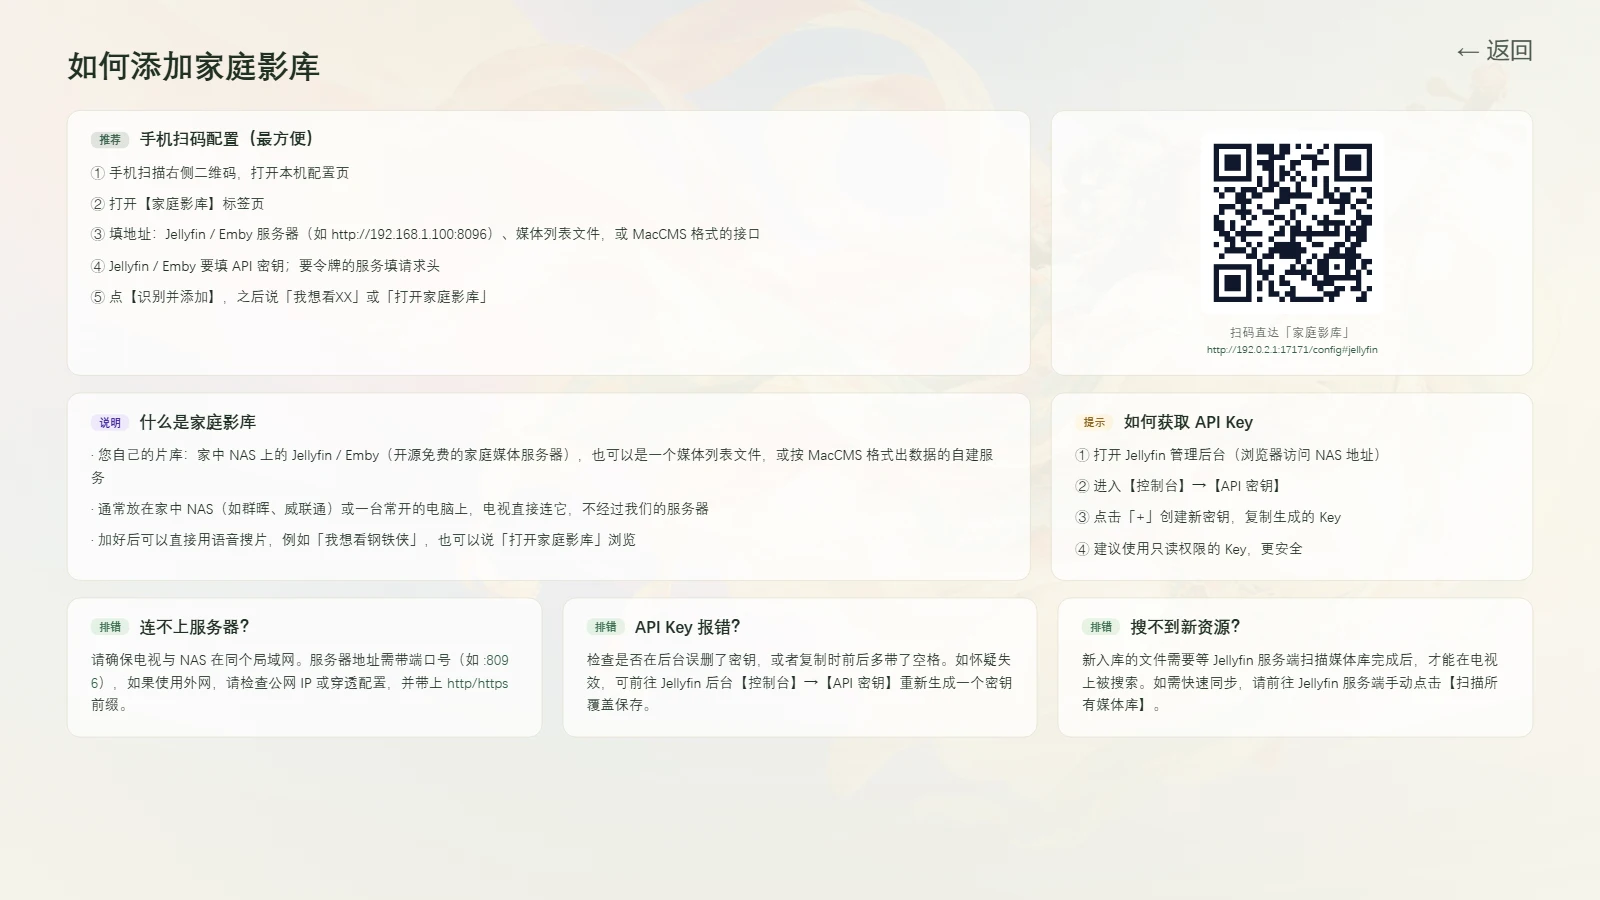 如何添加家庭影库
← 返回
推荐 手机扫码配置（最方便）
① 手机扫描右侧二维码，打开本机配置页
② 打开【家庭影库】标签页
③ 填地址：Jellyfin / Emby 服务器（如 http://192.168.1.100:8096）、媒体列表文件，或 MacCMS 格式的接口
④ Jellyfin / Emby 要填 API 密钥；要令牌的服务填请求头
⑤ 点【识别并添加】，之后说「我想看XX」或「打开家庭影库」
扫码直达「家庭影库」
http://192.0.2.1:17171/config#jellyfin
说明 什么是家庭影库
· 您自己的片库：家中 NAS 上的 Jellyfin / Emby（开源免费的家庭媒体服务器），也可以是一个媒体列表文件，或按 MacCMS 格式出数据的自建服
务
· 通常放在家中 NAS（如群晖、威联通）或一台常开的电脑上，电视直接连它，不经过我们的服务器
· 加好后可以直接用语音搜片，例如「我想看钢铁侠」，也可以说「打开家庭影库」浏览
提示 如何获取 API Key
① 打开 Jellyfin 管理后台（浏览器访问 NAS 地址）
② 进入【控制台】→【API 密钥】
③ 点击「+」创建新密钥，复制生成的 Key
④ 建议使用只读权限的 Key，更安全
排错 连不上服务器？
请确保电视与 NAS 在同个局域网。服务器地址需带端口号（如 :809
6），如果使用外网，请检查公网 IP 或穿透配置，并带上 http/https
前缀。
排错 API Key 报错？
检查是否在后台误删了密钥，或者复制时前后多带了空格。如怀疑失
效，可前往 Jellyfin 后台【控制台】→【API 密钥】重新生成一个密钥
覆盖保存。
排错 搜不到新资源？
新入库的文件需要等 Jellyfin 服务端扫描媒体库完成后，才能在电视
上被搜索。如需快速同步，请前往 Jellyfin 服务端手动点击【扫描所
有媒体库】。